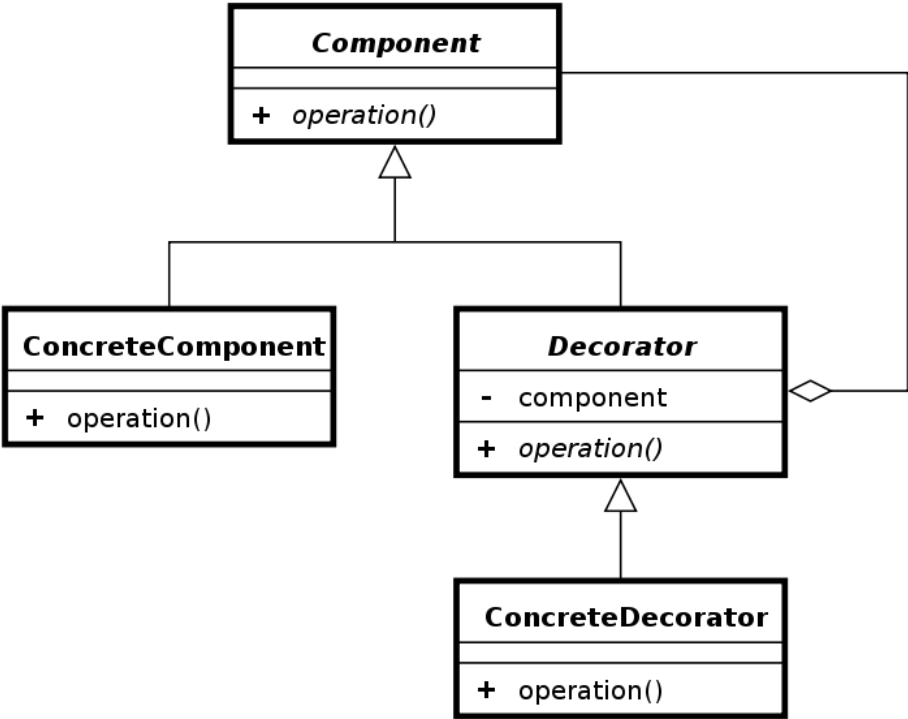 Component
+ operation()
ConcreteComponent
+ operation()
Decorator
- component
+ operation()
ConcreteDecorator
+ operation()